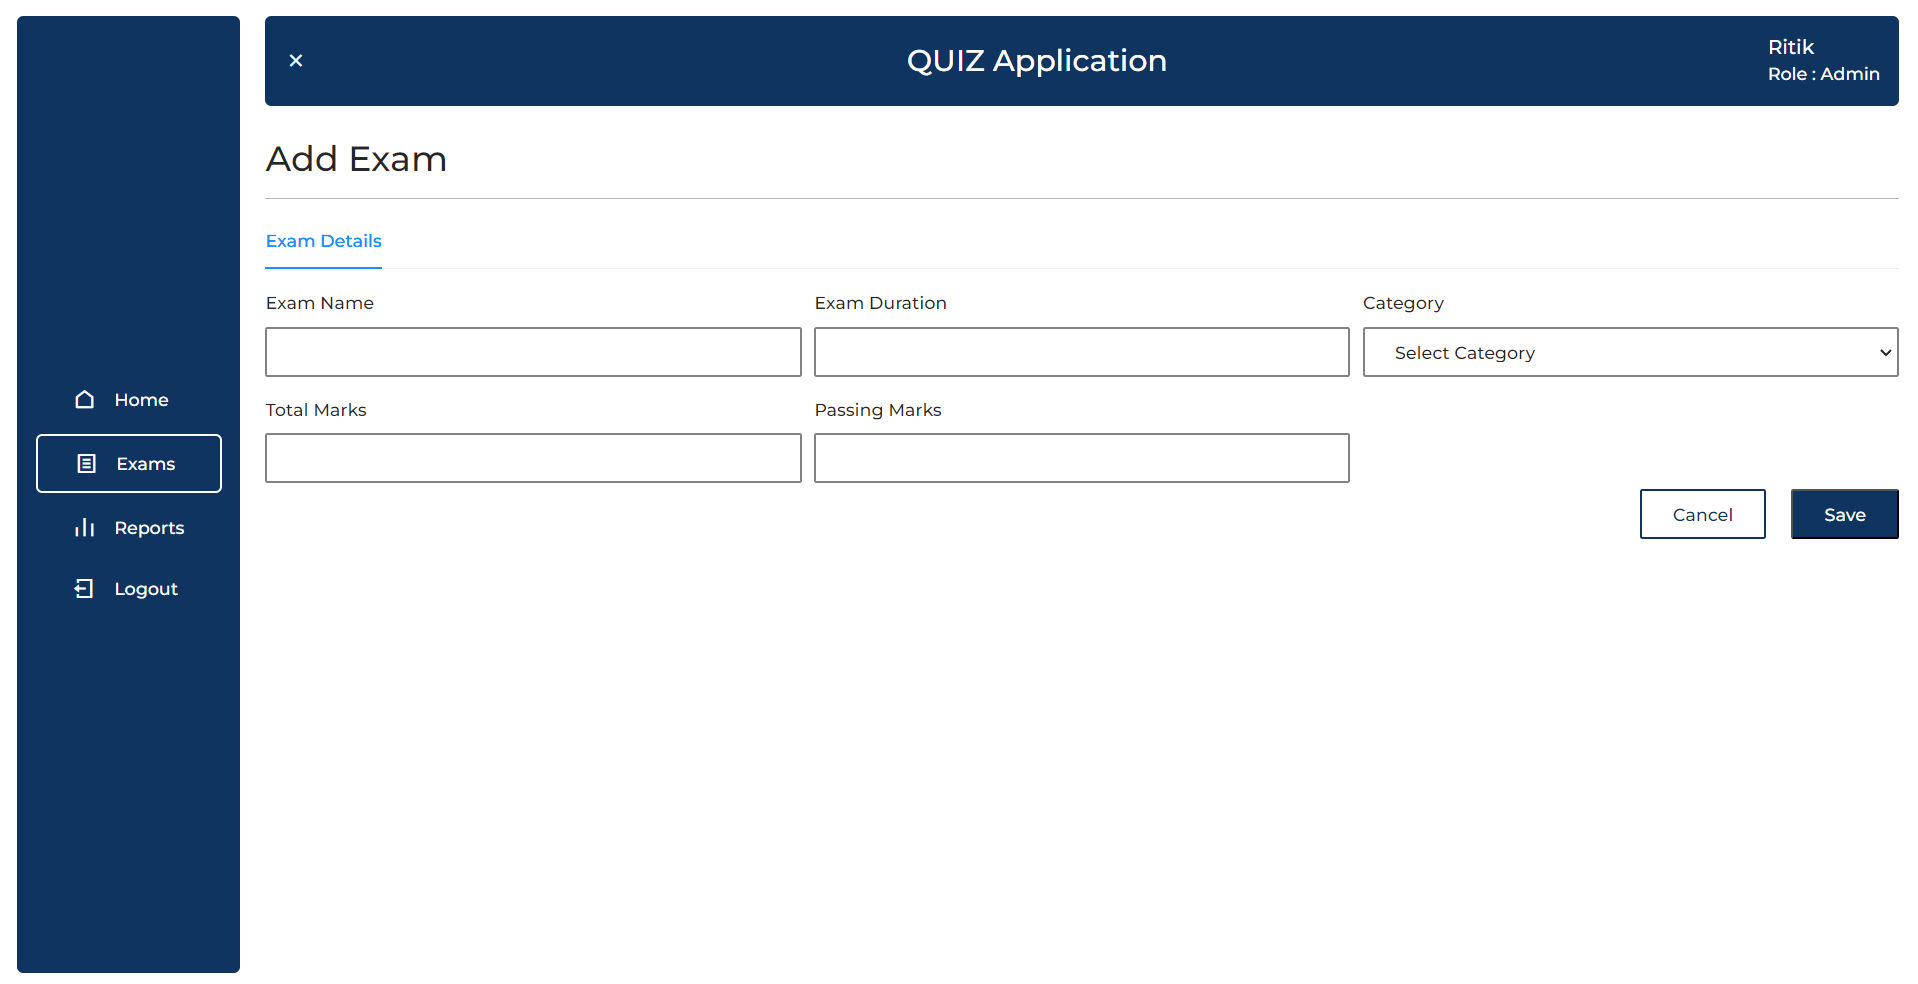 Home
Exams
Reports
Logout
QUIZ Application
Ritik
Role : Admin
Add Exam
Exam Details
Exam Name
Exam Duration
Category
Select Category
Total Marks
Passing Marks
Cancel
Save